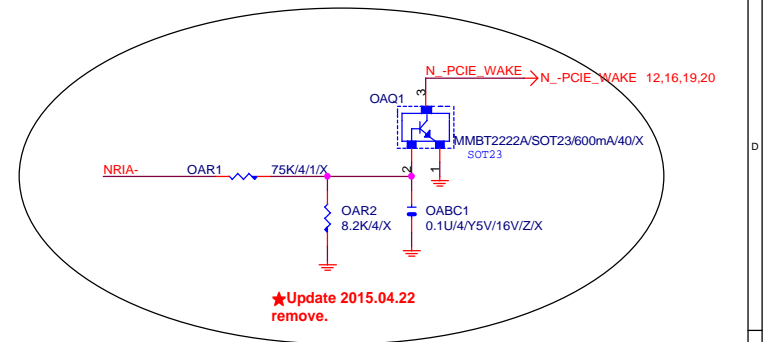 N_-PCIE_WAKE
N_-PCIE_WAKE 12,16,19,20
3
OAQ1
MMBT2222A/SOT23/600mA/40/X
SOT23
2
1
NRIA-
OAR1
75K/4/1/X
OAR2
8.2K/4/X
OABC1
0.1U/4/Y5V/16V/Z/X
★Update 2015.04.22
remove.
D